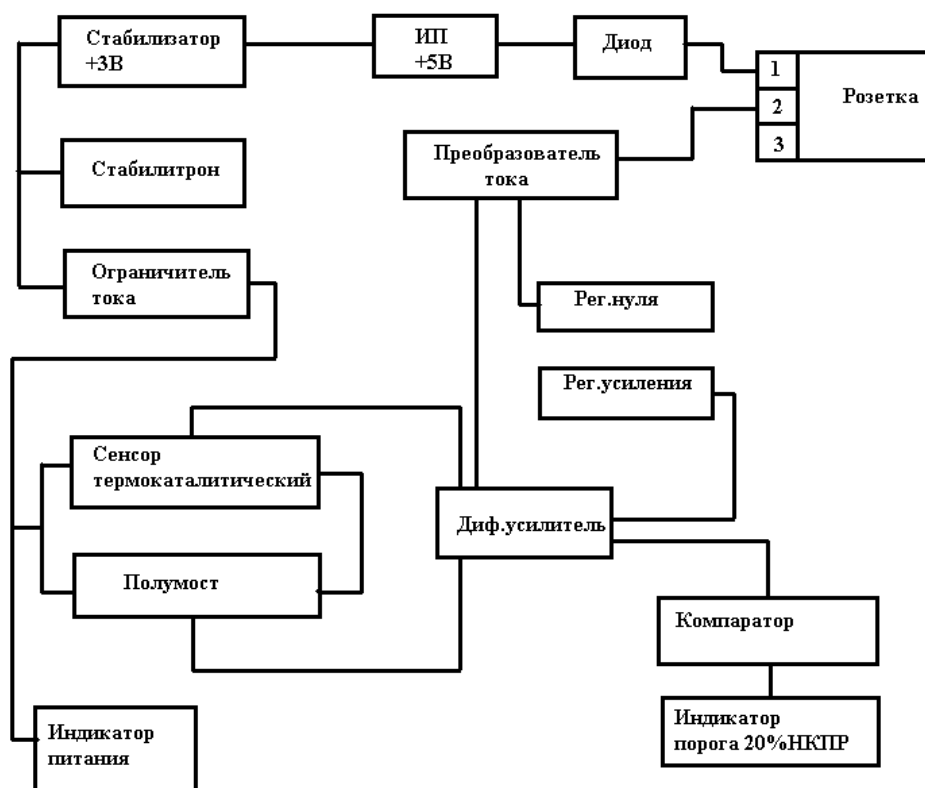 Стабилизатор
+3В
ИП
+5В
Диод
1
2
3
Розетка
Стабилитрон
Преобразователь
тока
Ограничитель
тока
Рег.нуля
Рег.усиления
Сенсор
термокаталитический
Диф.усилитель
Полумост
Компаратор
Индикатор
питания
Индикатор
порога 20%НКПР